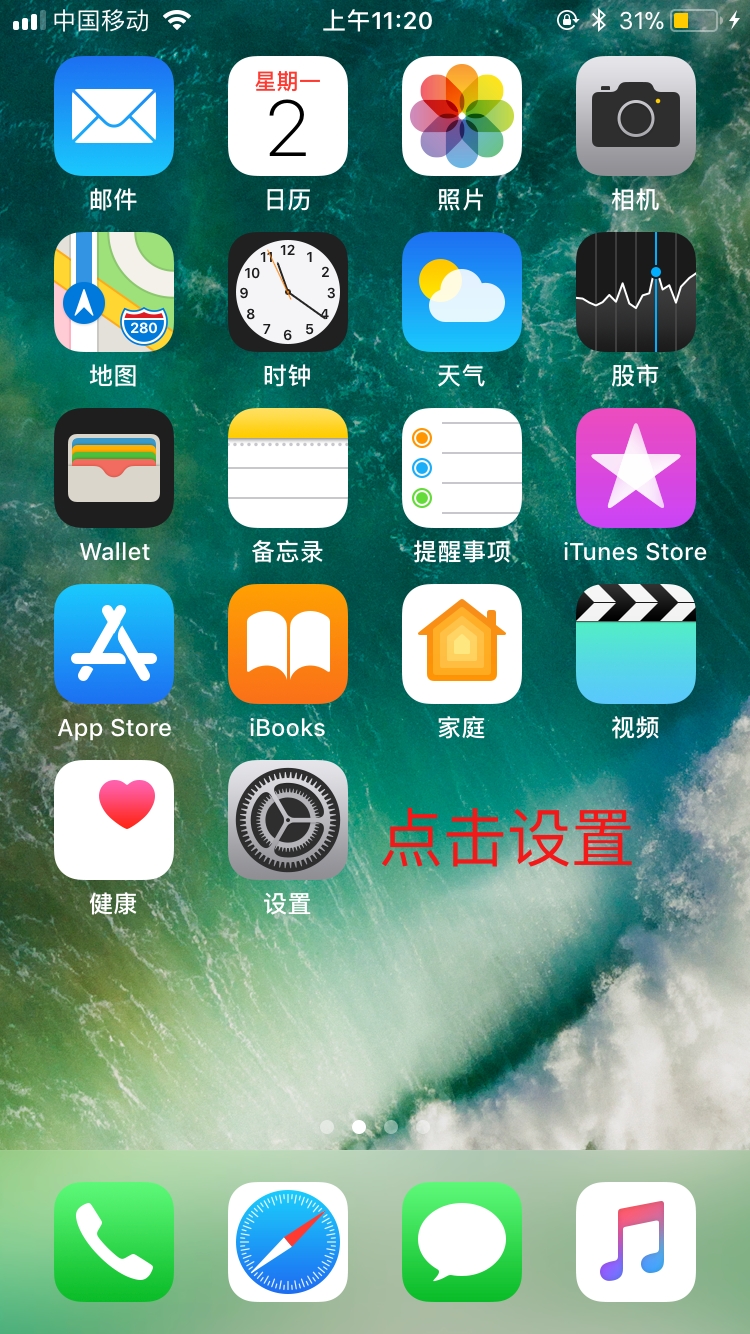 中国移动 上午11:20 31%
星期一
2
邮件 日历 照片 相机
280
12
11 1
10 2
9 3
8 4
7 5
6
地图 时钟 天气 股市
Wallet 备忘录 提醒事项 iTunes Store
App Store iBooks 家庭 视频
点击设置
健康 设置